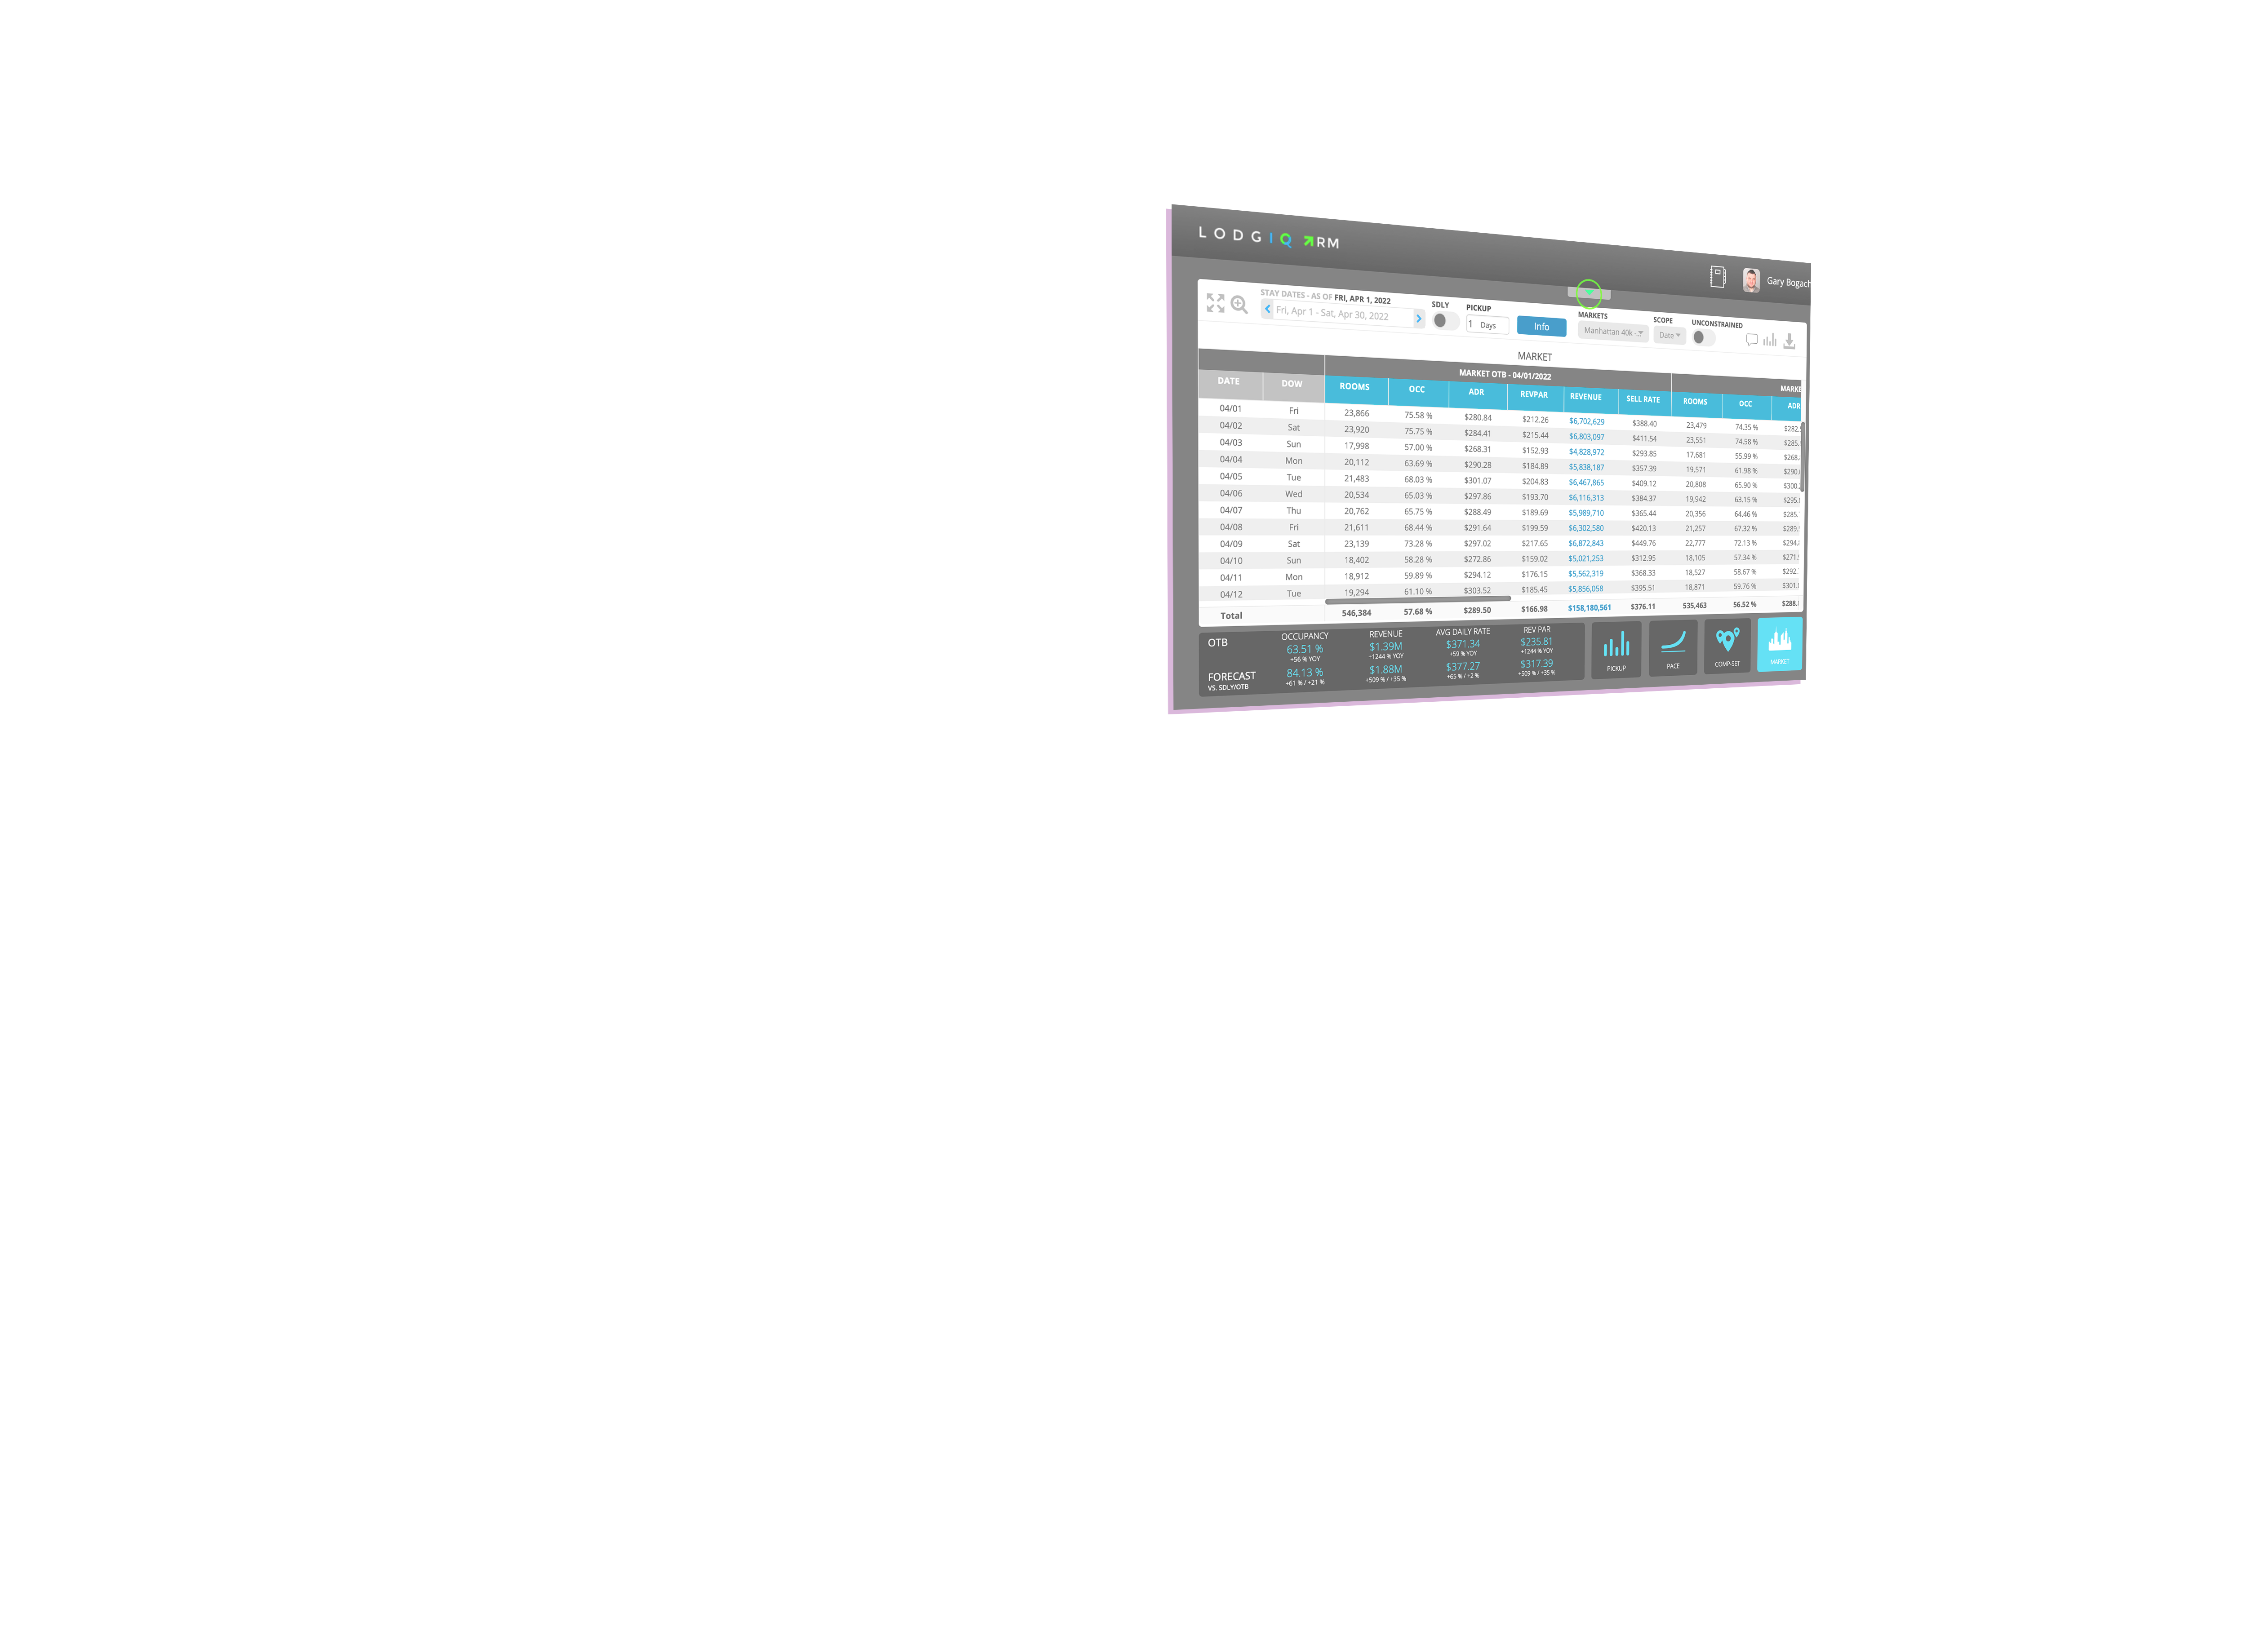 LODGIQ RM
Gary Bogach
STAY DATES - AS OF FRI, APR 1, 2022
Fri, Apr 1 - Sat, Apr 30, 2022
SDLY
PICKUP
1 Days
Info
MARKETS
Manhattan 40k -..
SCOPE
Date
UNCONSTRAINED
MARKET
MARKET OTB - 04/01/2022 MARKE
DATE DOW ROOMS OCC ADR REVPAR REVENUE SELL RATE ROOMS OCC ADR
04/01 Fri 23,866 75.58 % $280.84 $212.26 $6,702,629 $388.40 23,479 74.35 % $282.
04/02 Sat 23,920 75.75 % $284.41 $215.44 $6,803,097 $411.54 23,551 74.58 % $285.
04/03 Sun 17,998 57.00 % $268.31 $152.93 $4,828,972 $293.85 17,681 55.99 % $268.
04/04 Mon 20,112 63.69 % $290.28 $184.89 $5,838,187 $357.39 19,571 61.98 % $290.
04/05 Tue 21,483 68.03 % $301.07 $204.83 $6,467,865 $409.12 20,808 65.90 % $300.
04/06 Wed 20,534 65.03 % $297.86 $193.70 $6,116,313 $384.37 19,942 63.15 % $295.
04/07 Thu 20,762 65.75 % $288.49 $189.69 $5,989,710 $365.44 20,356 64.46 % $285.
04/08 Fri 21,611 68.44 % $291.64 $199.59 $6,302,580 $420.13 21,257 67.32 % $289.
04/09 Sat 23,139 73.28 % $297.02 $217.65 $6,872,843 $449.76 22,777 72.13 % $294.
04/10 Sun 18,402 58.28 % $272.86 $159.02 $5,021,253 $312.95 18,105 57.34 % $271.
04/11 Mon 18,912 59.89 % $294.12 $176.15 $5,562,319 $368.33 18,527 58.67 % $292.
04/12 Tue 19,294 61.10 % $303.52 $185.45 $5,856,058 $395.51 18,871 59.76 % $301.
Total 546,384 57.68 % $289.50 $166.98 $158,180,561 $376.11 535,463 56.52 % $288.
OTB OCCUPANCY REVENUE AVG DAILY RATE REV PAR
63.51 % $1.39M $371.34 $235.81
+56 % YOY +1244 % YOY +59 % YOY +1244 % YOY
FORECAST 84.13 % $1.88M $377.27 $317.39
VS. SDLY/OTB +61 % / +21 % +509 % / +35 % +65 % / +2 % +509 % / +35 %
PICKUP
PACE
COMP-SET
MARKET